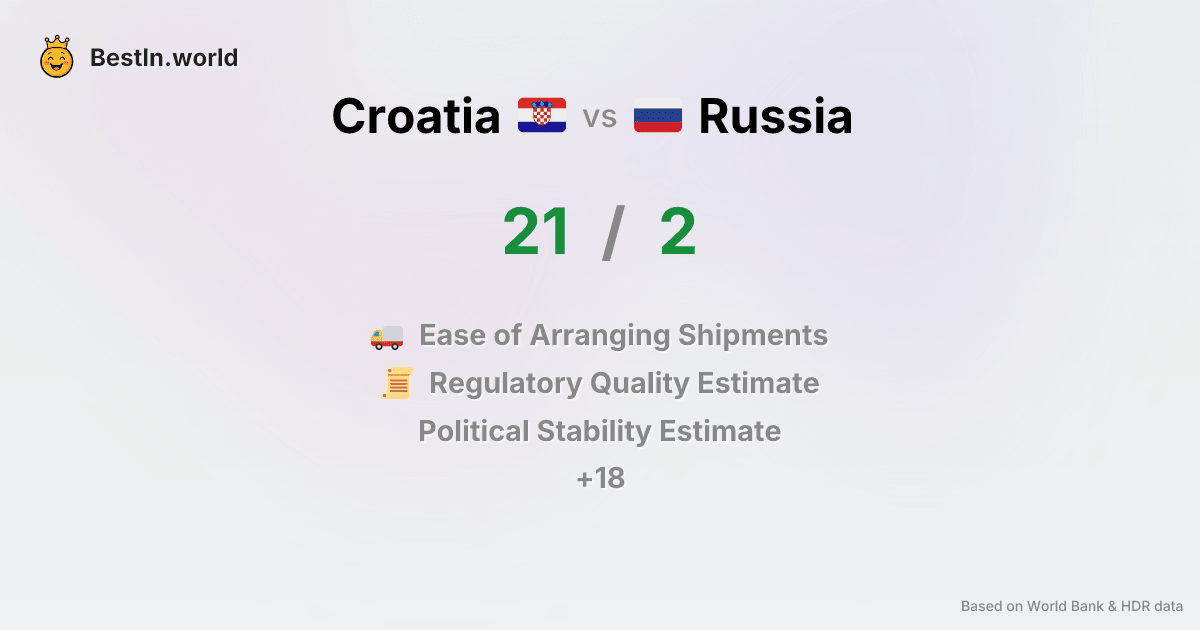 BestIn.world
Croatia vs Russia
21 / 2
Ease of Arranging Shipments
Regulatory Quality Estimate
Political Stability Estimate
+18
Based on World Bank & HDR data